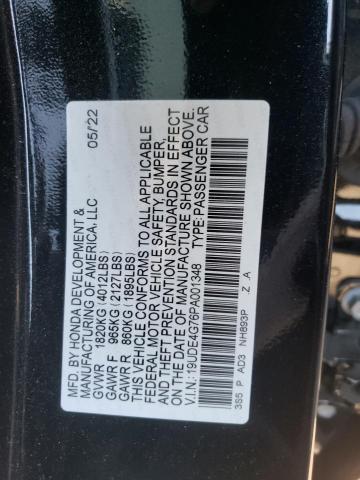 MFD. BY HONDA DEVELOPMENT &
MANUFACTURING OF AMERICA, LLC 05/22
GVWR 1820KG (4012LBS)
GAWR F 965KG (2127LBS)
GAWR R 860KG (1895LBS)
THIS VEHICLE CONFORMS TO ALL APPLICABLE
FEDERAL MOTOR VEHICLE SAFETY, BUMPER,
AND THEFT PREVENTION STANDARDS IN EFFECT
ON THE DATE OF MANUFACTURE SHOWN ABOVE.
V.I.N.: 19UDE4G76PA001348 TYPE: PASSENGER CAR
3S5 P AD3 NH893P .Z .A